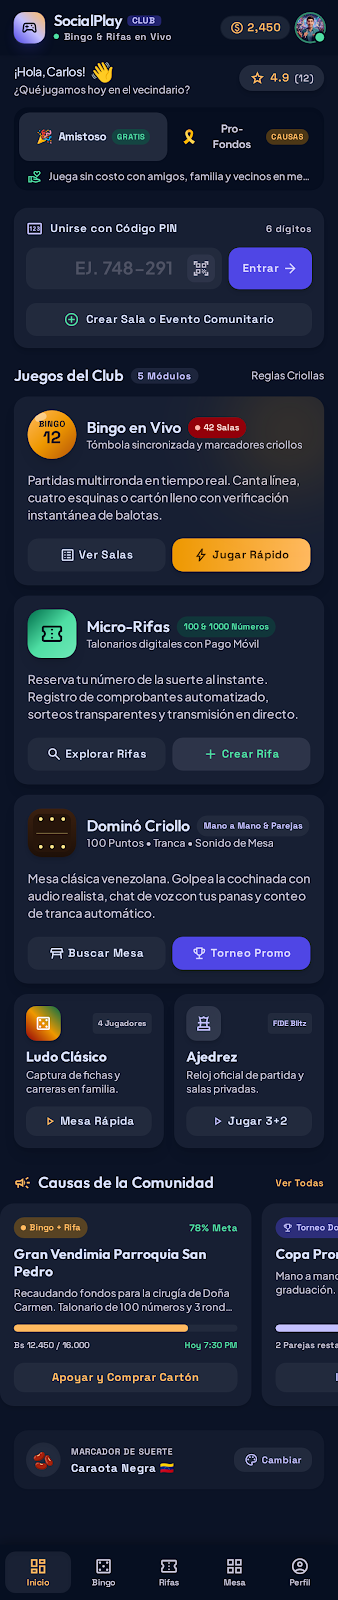 SocialPlay CLUB
Bingo & Rifas en Vivo
2,450
¡Hola, Carlos! 👋
4.9 (12)
¿Qué jugamos hoy en el vecindario?
🎉 Amistoso GRATIS
🎗️ Pro-
Fondos CAUSAS
Juega sin costo con amigos, familia y vecinos en me...
123 Unirse con Código PIN
6 dígitos
EJ. 748-291
Entrar →
Crear Sala o Evento Comunitario
Juegos del Club 5 Módulos
Reglas Criollas
BINGO
12
Bingo en Vivo 42 Salas
Tómbola sincronizada y marcadores criollos
Partidas multirronda en tiempo real. Canta línea,
cuatro esquinas o cartón lleno con verificación
instantánea de balotas.
Ver Salas
Jugar Rápido
Micro-Rifas 100 & 1000 Números
Talonarios digitales con Pago Móvil
Reserva tu número de la suerte al instante.
Registro de comprobantes automatizado,
sorteos transparentes y transmisión en directo.
Explorar Rifas
+ Crear Rifa
Dominó Criollo Mano a Mano & Parejas
100 Puntos • Tranca • Sonido de Mesa
Mesa clásica venezolana. Golpea la cochinada con
audio realista, chat de voz con tus panas y conteo
de tranca automático.
Buscar Mesa
Torneo Promo
4 Jugadores
Ludo Clásico
Captura de fichas y
carreras en familia.
Mesa Rápida
FIDE Blitz
Ajedrez
Reloj oficial de partida y
salas privadas.
Jugar 3+2
Causas de la Comunidad
Ver Todas
Bingo + Rifa
78% Meta
Gran Vendimia Parroquia San
Pedro
Recaudando fondos para la cirugía de Doña
Carmen. Talonario de 100 números y 3 rond...
Bs 12.450 / 16.000
Hoy 7:30 PM
Apoyar y Comprar Cartón
Torneo Do
Copa Pro
Mano a mano
graduación.
2 Parejas resta
MARCADOR DE SUERTE
Caraota Negra 🇻🇪
Cambiar
Inicio
Bingo
Rifas
Mesa
Perfil